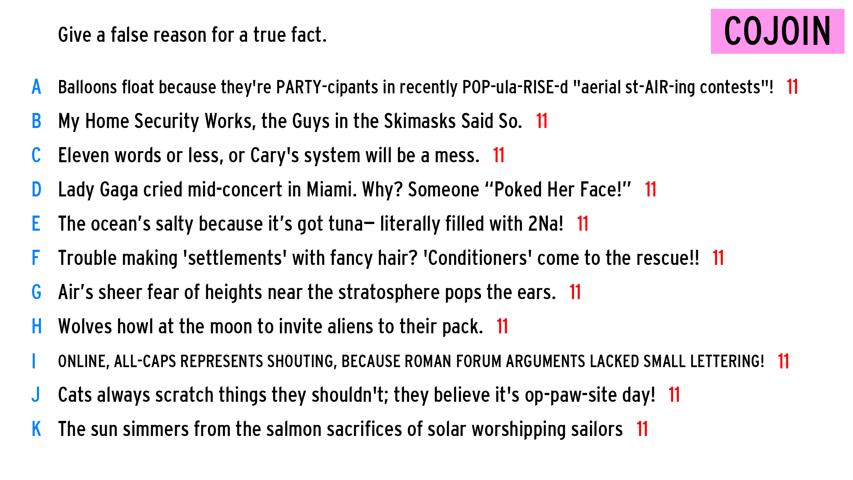 Give a false reason for a true fact.
COJOIN
A Balloons float because they're PARTY-cipants in recently POP-ula-RISE-d "aerial st-AIR-ing contests"! 11
B My Home Security Works, the Guys in the Skimasks Said So. 11
C Eleven words or less, or Cary's system will be a mess. 11
D Lady Gaga cried mid-concert in Miami. Why? Someone “Poked Her Face!” 11
E The ocean’s salty because it’s got tuna— literally filled with 2Na! 11
F Trouble making 'settlements' with fancy hair? 'Conditioners' come to the rescue!! 11
G Air’s sheer fear of heights near the stratosphere pops the ears. 11
H Wolves howl at the moon to invite aliens to their pack. 11
I ONLINE, ALL-CAPS REPRESENTS SHOUTING, BECAUSE ROMAN FORUM ARGUMENTS LACKED SMALL LETTERING! 11
J Cats always scratch things they shouldn't; they believe it's op-paw-site day! 11
K The sun simmers from the salmon sacrifices of solar worshipping sailors 11